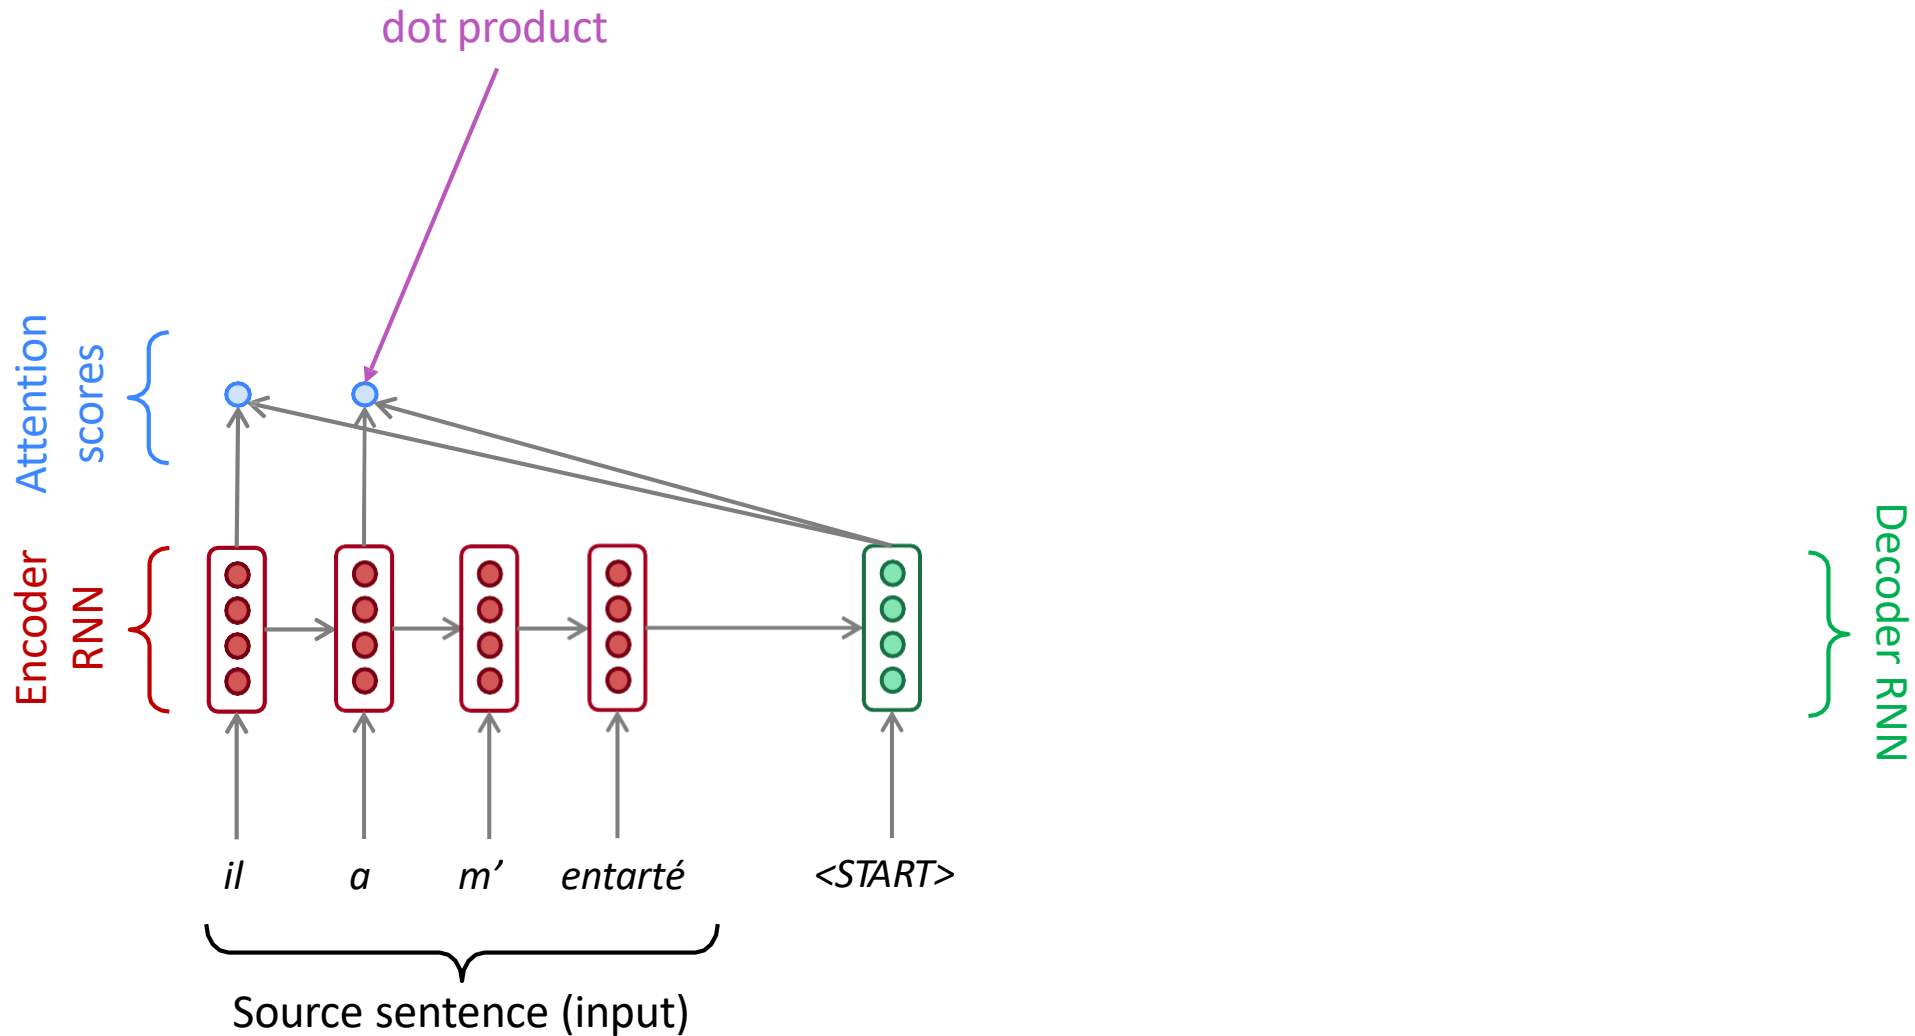 dot product
Attention
scores
Encoder
RNN
Decoder RNN
il a m’ entarté <START>
Source sentence (input)